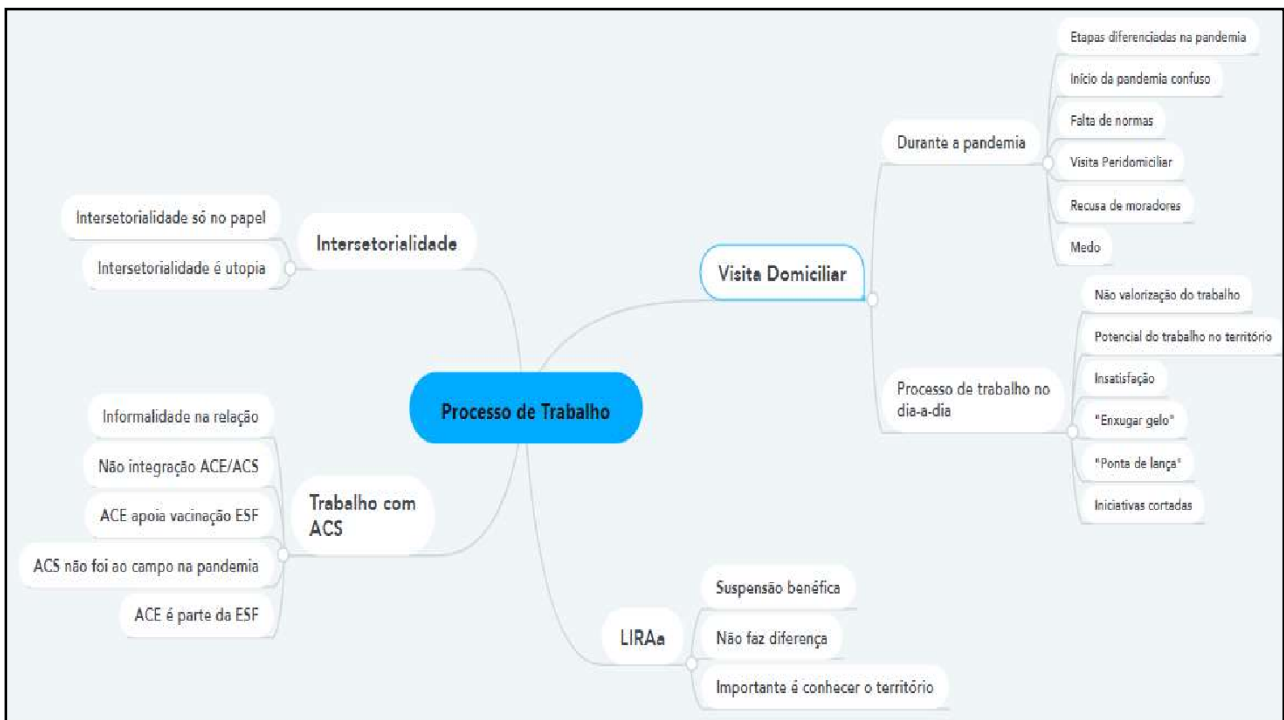 Processo de Trabalho
Intersetorialidade
Intersetorialidade só no papel
Intersetorialidade é utopia
Trabalho com
ACS
Informalidade na relação
Não integração ACE/ACS
ACE apoia vacinação ESF
ACS não foi ao campo na pandemia
ACE é parte da ESF
Visita Domiciliar
Durante a pandemia
Etapas diferenciadas na pandemia
Início da pandemia confuso
Falta de normas
Visita Peridomiciliar
Recusa de moradores
Medo
Processo de trabalho no
dia-a-dia
Não valorização do trabalho
Potencial do trabalho no território
Insatisfação
"Enxugar gelo"
"Ponta de lança"
Iniciativas cortadas
LIRAa
Suspensão benéfica
Não faz diferença
Importante é conhecer o território